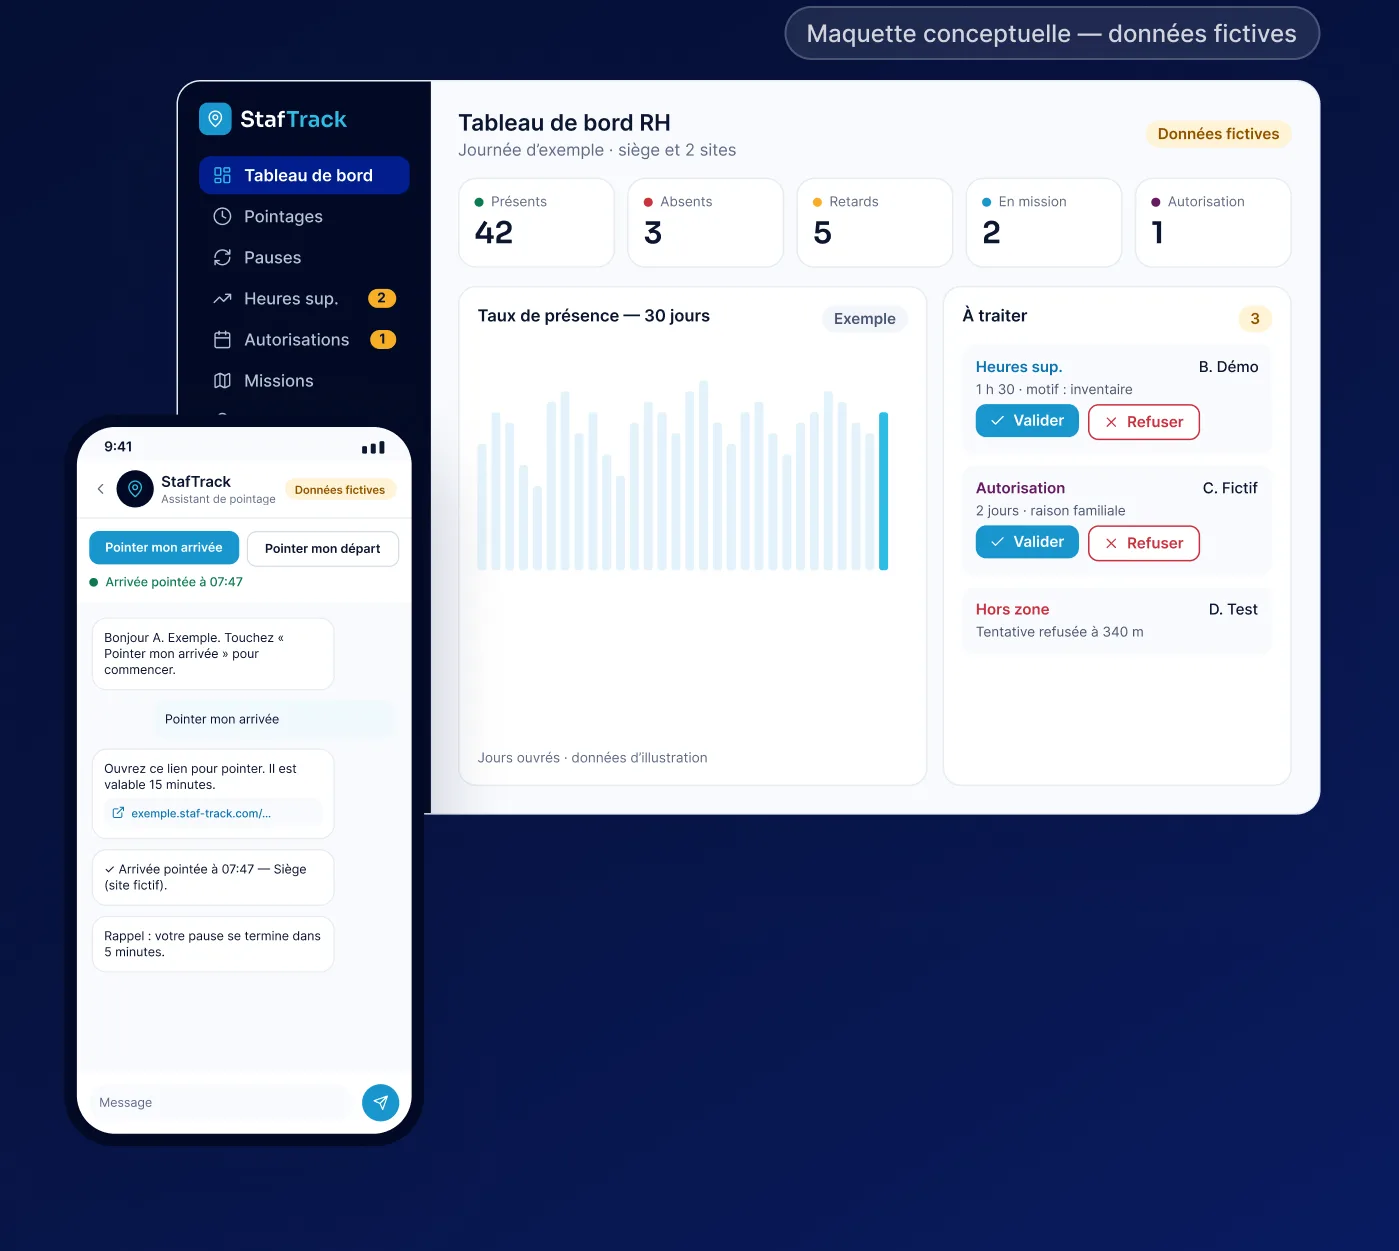 Maquette conceptuelle — données fictives
StafTrack
Tableau de bord
Pointages
Pauses
Heures sup. 2
Autorisations 1
Missions
Tableau de bord RH
Journée d’exemple · siège et 2 sites
Données fictives
Présents
42
Absents
3
Retards
5
En mission
2
Autorisation
1
Taux de présence — 30 jours
Exemple
Jours ouvrés · données d’illustration
À traiter
3
Heures sup. B. Démo
1 h 30 · motif : inventaire
Valider Refuser
Autorisation C. Fictif
2 jours · raison familiale
Valider Refuser
Hors zone D. Test
Tentative refusée à 340 m
9:41
StafTrack
Assistant de pointage
Données fictives
Pointer mon arrivée Pointer mon départ
Arrivée pointée à 07:47
Bonjour A. Exemple. Touchez «
Pointer mon arrivée » pour
commencer.
Pointer mon arrivée
Ouvrez ce lien pour pointer. Il est
valable 15 minutes.
exemple.staf-track.com/…
✓ Arrivée pointée à 07:47 — Siège
(site fictif).
Rappel : votre pause se termine dans
5 minutes.
Message